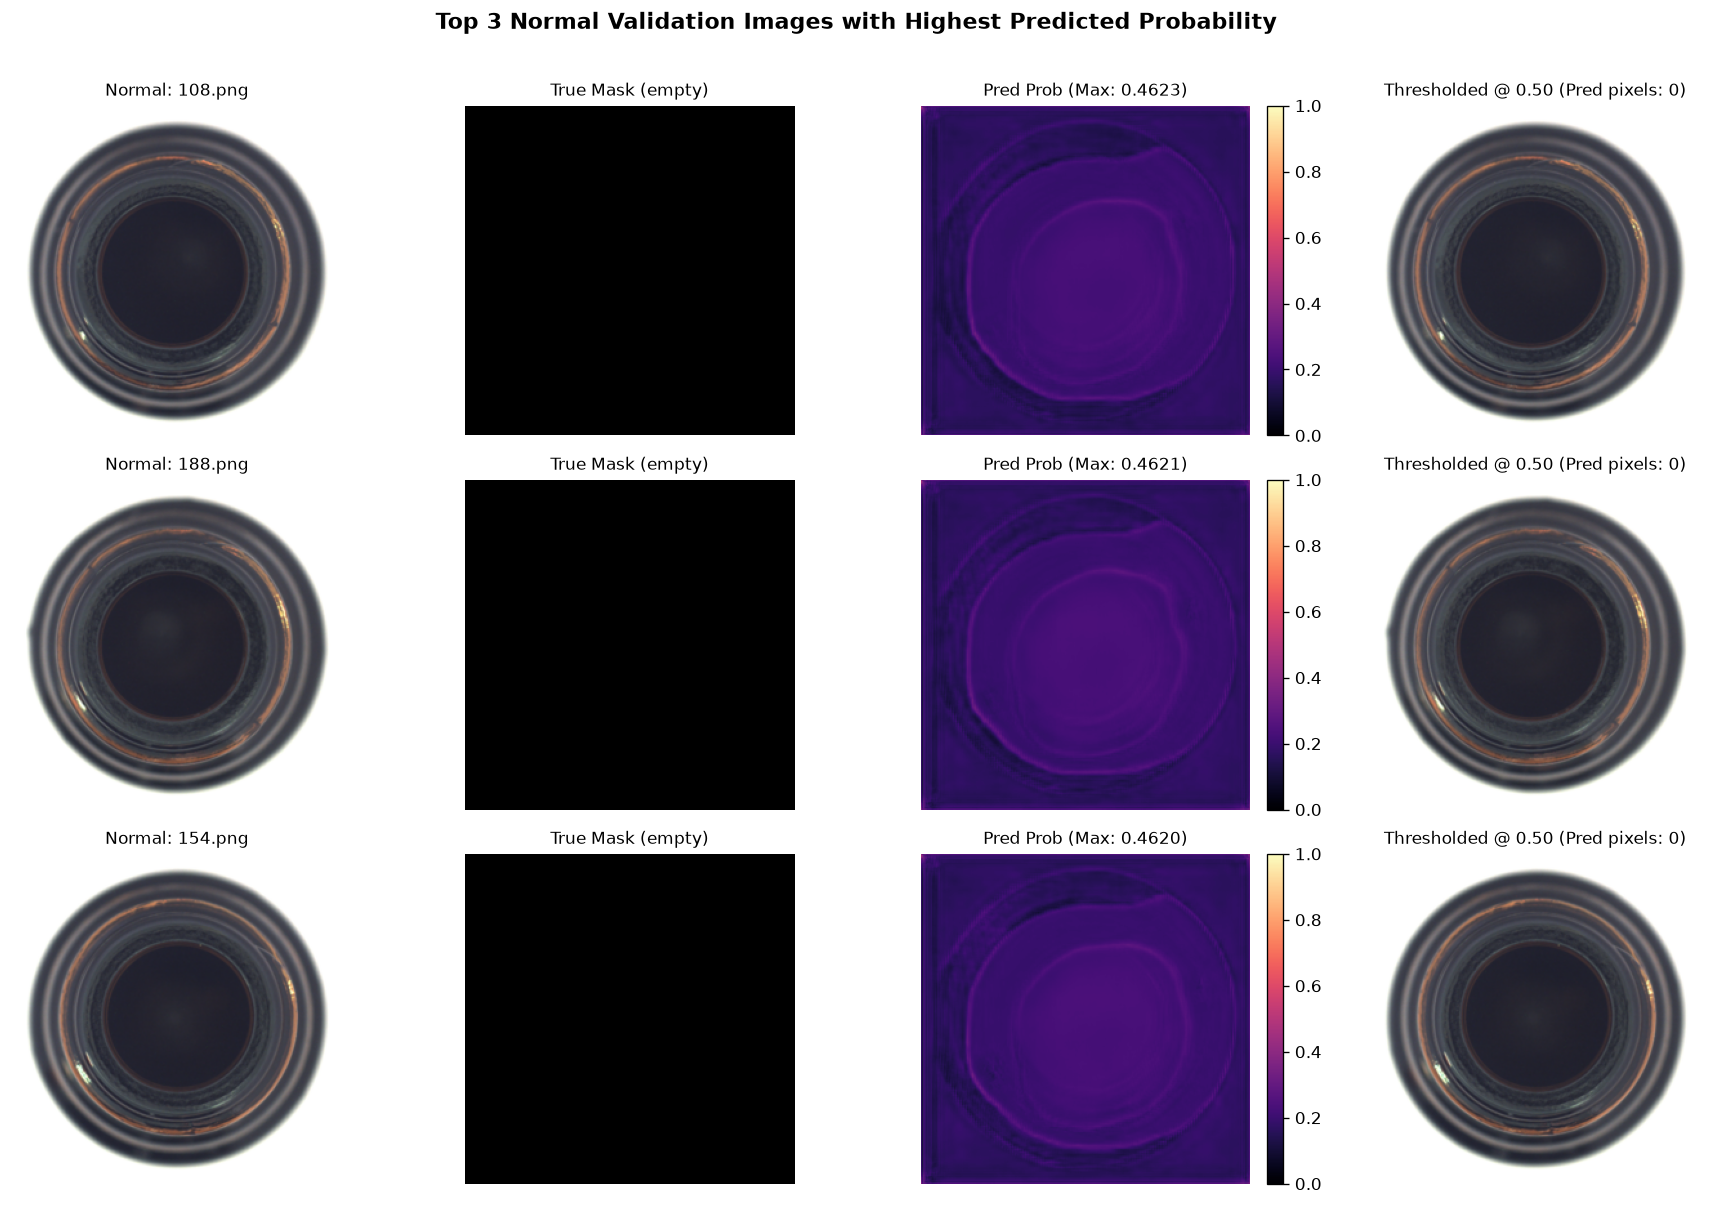 Top 3 Normal Validation Images with Highest Predicted Probability
Normal: 108.png
True Mask (empty)
Pred Prob (Max: 0.4623)
Thresholded @ 0.50 (Pred pixels: 0)
1.0
0.8
0.6
0.4
0.2
0.0
Normal: 188.png
True Mask (empty)
Pred Prob (Max: 0.4621)
Thresholded @ 0.50 (Pred pixels: 0)
1.0
0.8
0.6
0.4
0.2
0.0
Normal: 154.png
True Mask (empty)
Pred Prob (Max: 0.4620)
Thresholded @ 0.50 (Pred pixels: 0)
1.0
0.8
0.6
0.4
0.2
0.0